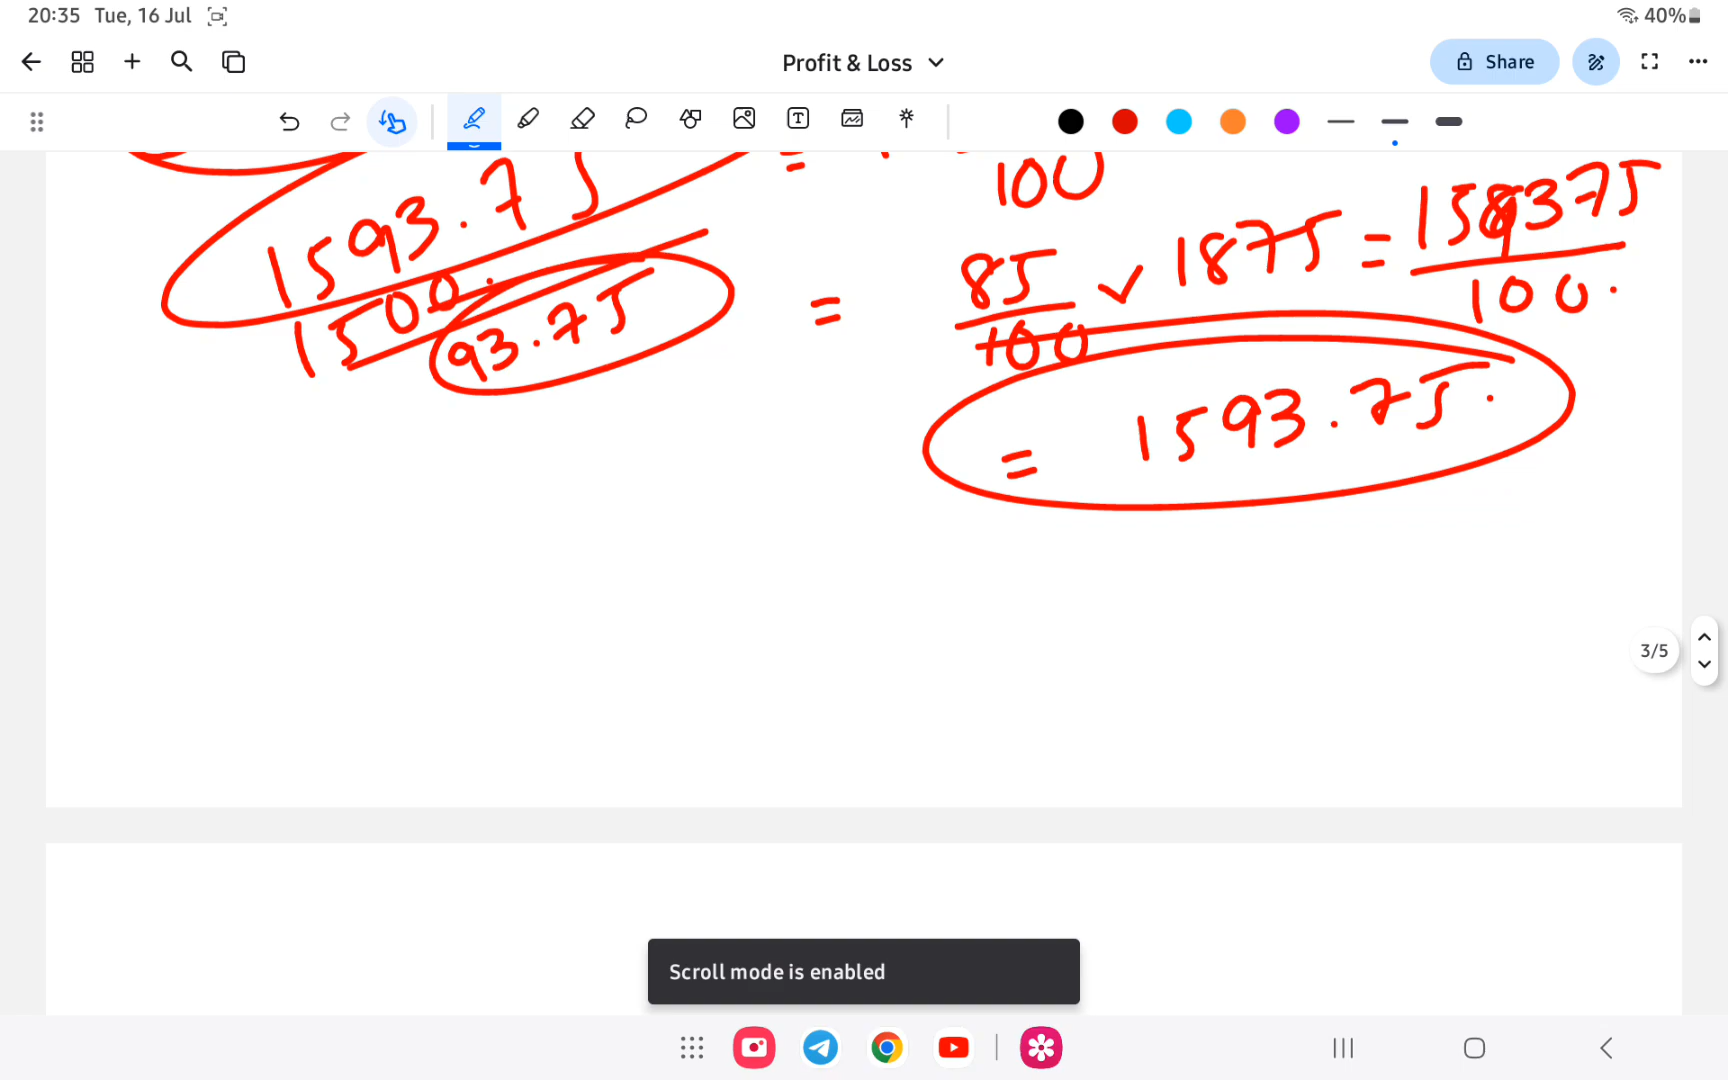 20:35 Tue, 16 Jul 40%
Profit & Loss
Share
100
1593.75
1500.
93.75
= 85/100 × 1875 = 159375/100.
= 1593.75.
3/5
Scroll mode is enabled